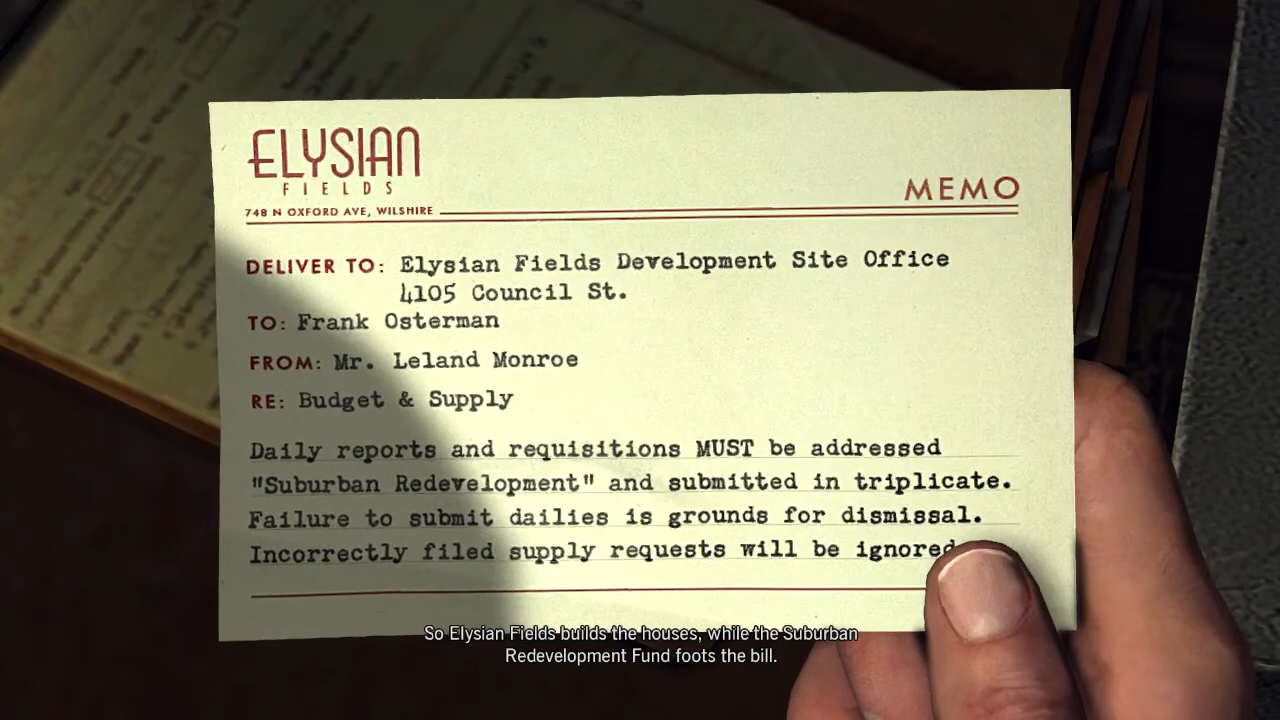 ELYSIAN
FIELDS
748 N OXFORD AVE, WILSHIRE
MEMO
DELIVER TO: Elysian Fields Development Site Office
4105 Council St.
TO: Frank Osterman
FROM: Mr. Leland Monroe
RE: Budget & Supply
Daily reports and requisitions MUST be addressed
"Suburban Redevelopment" and submitted in triplicate.
Failure to submit dailies is grounds for dismissal.
Incorrectly filed supply requests will be ignored
So Elysian Fields builds the houses, while the Suburban
Redevelopment Fund foots the bill.